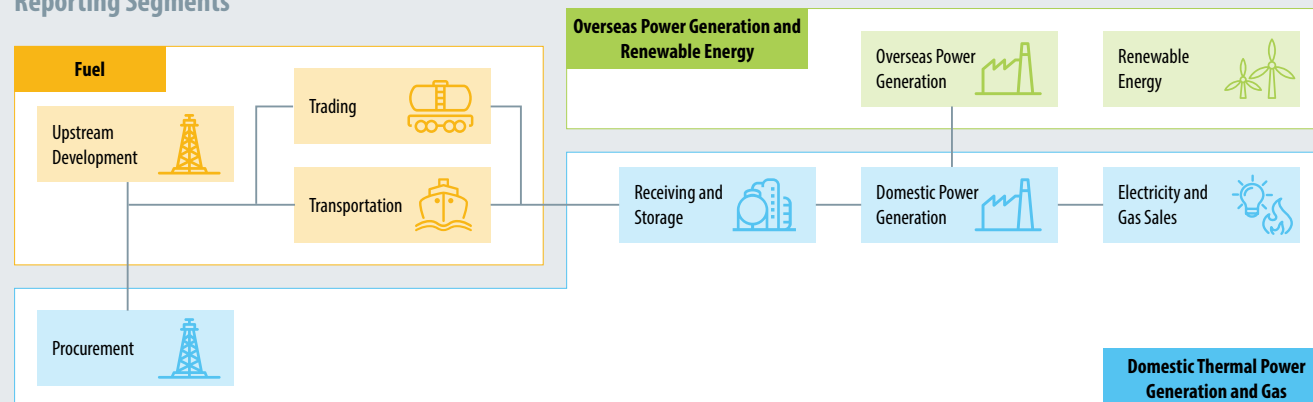 Reporting Segments
Fuel
Upstream
Development
Trading
Transportation
Procurement
Overseas Power Generation and
Renewable Energy
Overseas Power
Generation
Renewable
Energy
Receiving and
Storage
Domestic Power
Generation
Electricity and
Gas Sales
Domestic Thermal Power
Generation and Gas